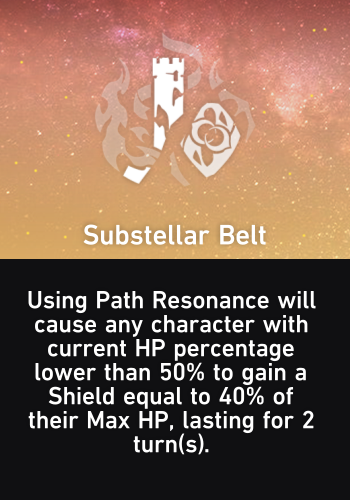 Substellar Belt
Using Path Resonance will
cause any character with
current HP percentage
lower than 50% to gain a
Shield equal to 40% of
their Max HP, lasting for 2
turn(s).